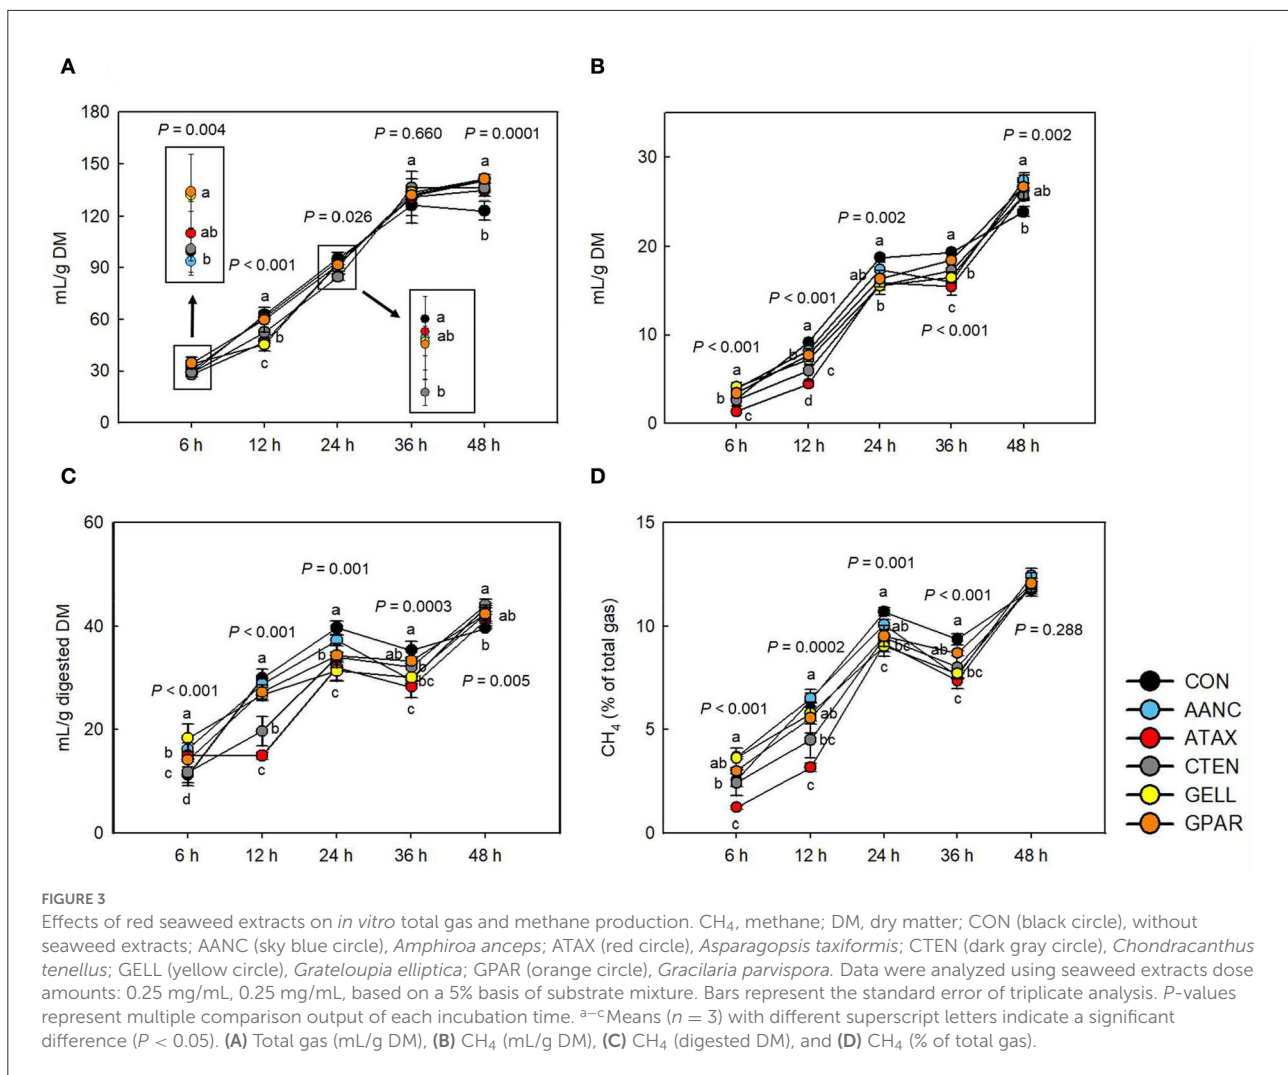 A
180
150
120
90
60
30
0
mL/g DM
P = 0.004
a
ab
b
P < 0.001
a
b
c
P = 0.026
a
ab
b
P = 0.660
a
P = 0.0001
a
b
6 h 12 h 24 h 36 h 48 h
B
30
20
10
0
mL/g DM
P < 0.001
a
b
c
P < 0.001
a
b
c
d
P = 0.002
a
ab
b
a
b
c
P < 0.001
P = 0.002
a
ab
b
6 h 12 h 24 h 36 h 48 h
C
60
40
20
0
mL/g digested DM
P < 0.001
a
b
c
d
P < 0.001
a
b
c
P = 0.001
a
b
c
P = 0.0003
a
ab
b
bc
c
a
ab
b
P = 0.005
6 h 12 h 24 h 36 h 48 h
D
15
10
5
0
CH4 (% of total gas)
P < 0.001
a
ab
b
c
P = 0.0002
a
ab
bc
c
P = 0.001
a
ab
bc
c
P < 0.001
a
ab
bc
c
P = 0.288
6 h 12 h 24 h 36 h 48 h
CON
AANC
ATAX
CTEN
GELL
GPAR
FIGURE 3
Effects of red seaweed extracts on in vitro total gas and methane production. CH4, methane; DM, dry matter; CON (black circle), without
seaweed extracts; AANC (sky blue circle), Amphiroa anceps; ATAX (red circle), Asparagopsis taxiformis; CTEN (dark gray circle), Chondracanthus
tenellus; GELL (yellow circle), Grateloupia elliptica; GPAR (orange circle), Gracilaria parvispora. Data were analyzed using seaweed extracts dose
amounts: 0.25 mg/mL, 0.25 mg/mL, based on a 5% basis of substrate mixture. Bars represent the standard error of triplicate analysis. P-values
represent multiple comparison output of each incubation time. a–cMeans (n = 3) with different superscript letters indicate a significant
difference (P < 0.05). (A) Total gas (mL/g DM), (B) CH4 (mL/g DM), (C) CH4 (digested DM), and (D) CH4 (% of total gas).